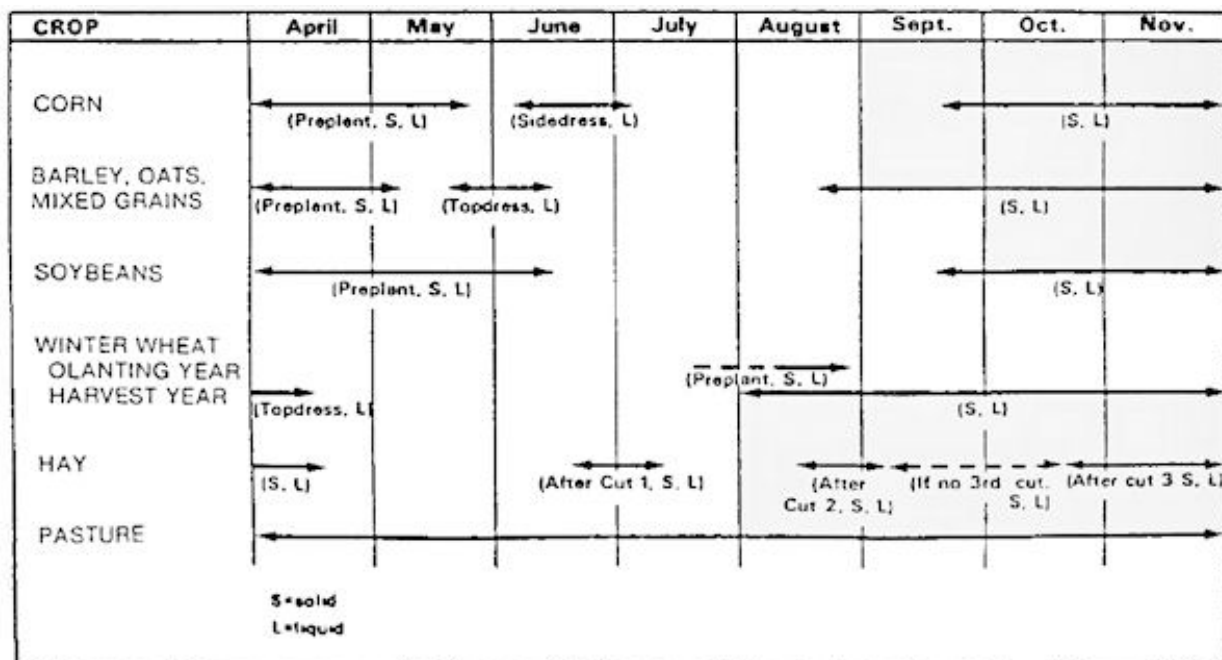 CROP April May June July August Sept. Oct. Nov.
CORN
(Preplant, S, L) (Sidedress, L) (S, L)
BARLEY, OATS,
MIXED GRAINS
(Preplant, S, L) (Topdress, L) (S, L)
SOYBEANS
(Preplant, S, L) (S, L)
WINTER WHEAT
OLANTING YEAR
(Preplant, S, L)
HARVEST YEAR
(Topdress, L) (S, L)
HAY
(S, L) (After Cut 1, S, L) (After (If no 3rd cut. (After cut 3 S, L)
Cut 2, S, L) S, L)
PASTURE
S=solid
L=liquid